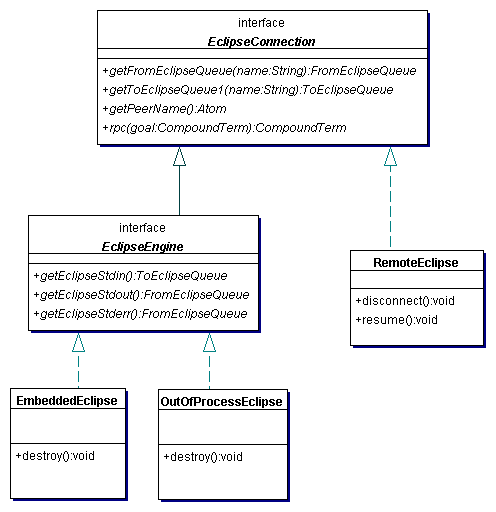 interface
EclipseConnection
+getFromEclipseQueue(name:String):FromEclipseQueue
+getToEclipseQueue1(name:String):ToEclipseQueue
+getPeerName():Atom
+rpc(goal:CompoundTerm):CompoundTerm
interface
EclipseEngine
+getEclipseStdin():ToEclipseQueue
+getEclipseStdout():FromEclipseQueue
+getEclipseStderr():FromEclipseQueue
RemoteEclipse
+disconnect():void
+resume():void
EmbeddedEclipse
+destroy():void
OutOfProcessEclipse
+destroy():void